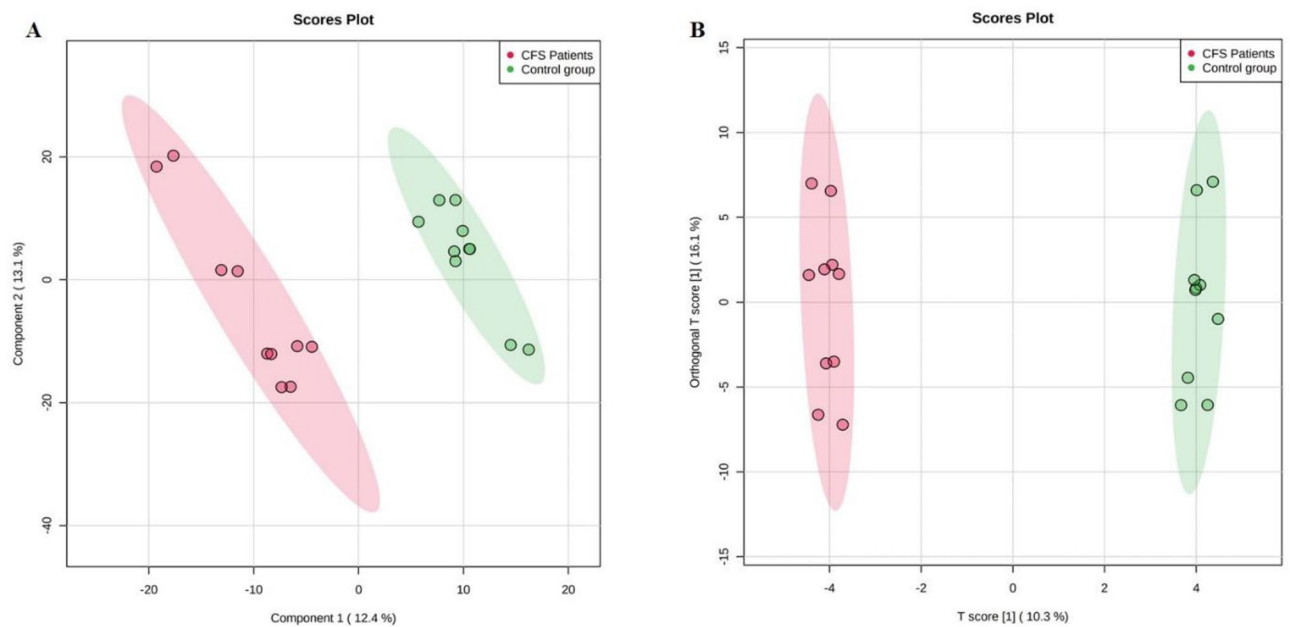 A
Scores Plot
CFS Patients
Control group
20
0
-20
-40
Component 2 ( 13.1 %)
-20
-10
0
10
20
Component 1 ( 12.4 %)
B
Scores Plot
CFS Patients
Control group
15
10
5
0
-5
-10
-15
Orthogonal T score [1] ( 16.1 %)
-4
-2
0
2
4
T score [1] ( 10.3 %)